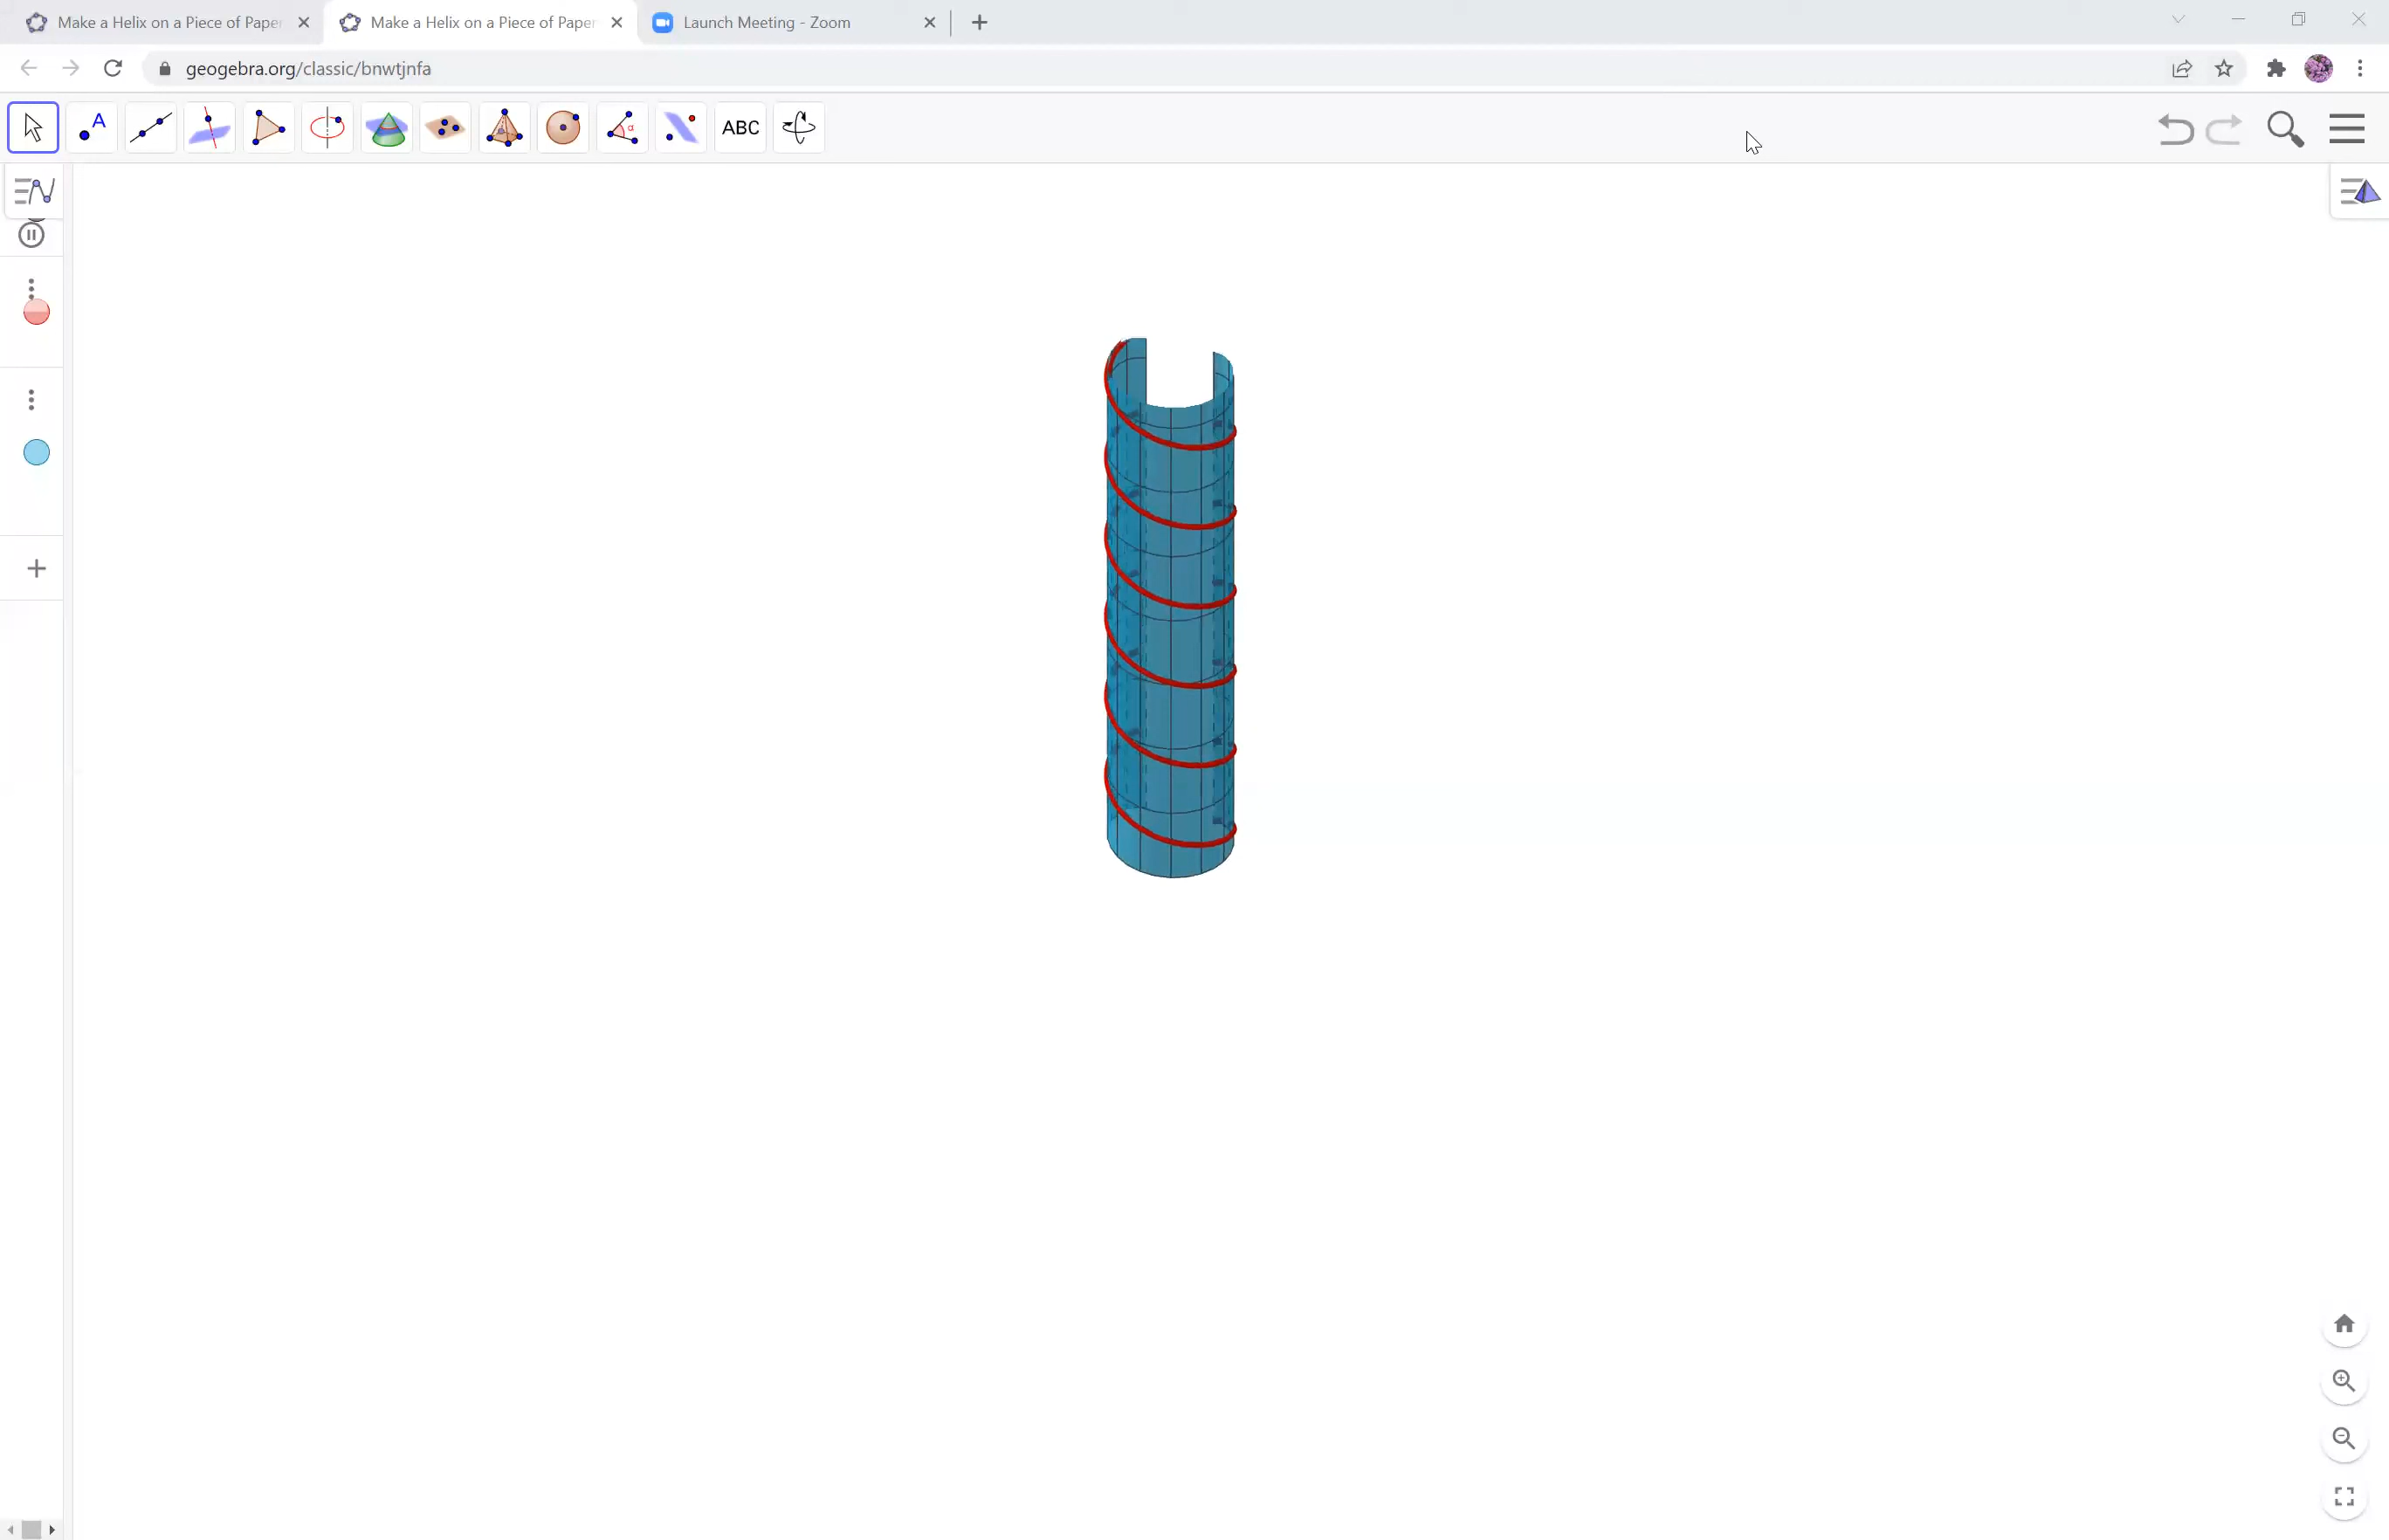 Make a Helix on a Piece of Paper
Make a Helix on a Piece of Paper
Launch Meeting - Zoom
geogebra.org/classic/bnwtjnfa
A
α
ABC